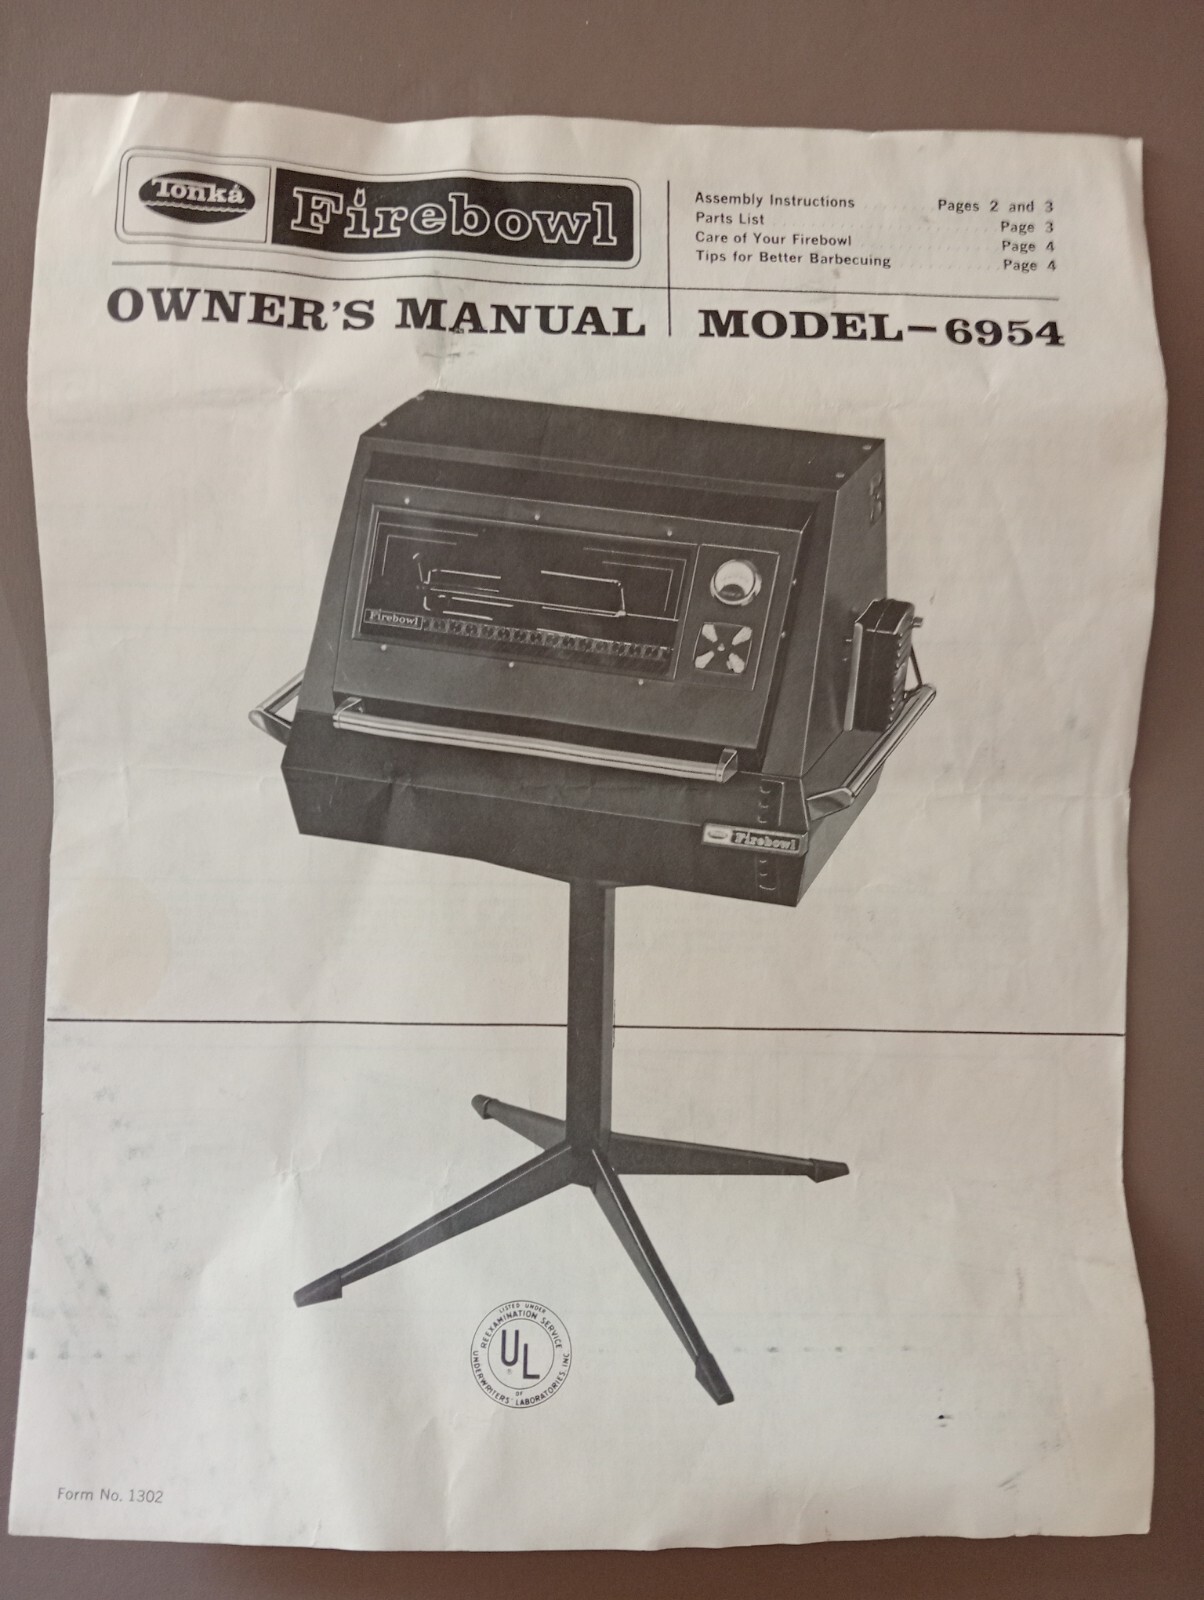 Tonka
Firebowl
Assembly Instructions Pages 2 and 3
Parts List Page 3
Care of Your Firebowl Page 4
Tips for Better Barbecuing Page 4
OWNER'S MANUAL
MODEL-6954
Firebowl
Firebowl
LISTED UNDER
REEXAMINATION SERVICE
UL
®
OF
UNDERWRITERS' LABORATORIES, INC.
Form No. 1302